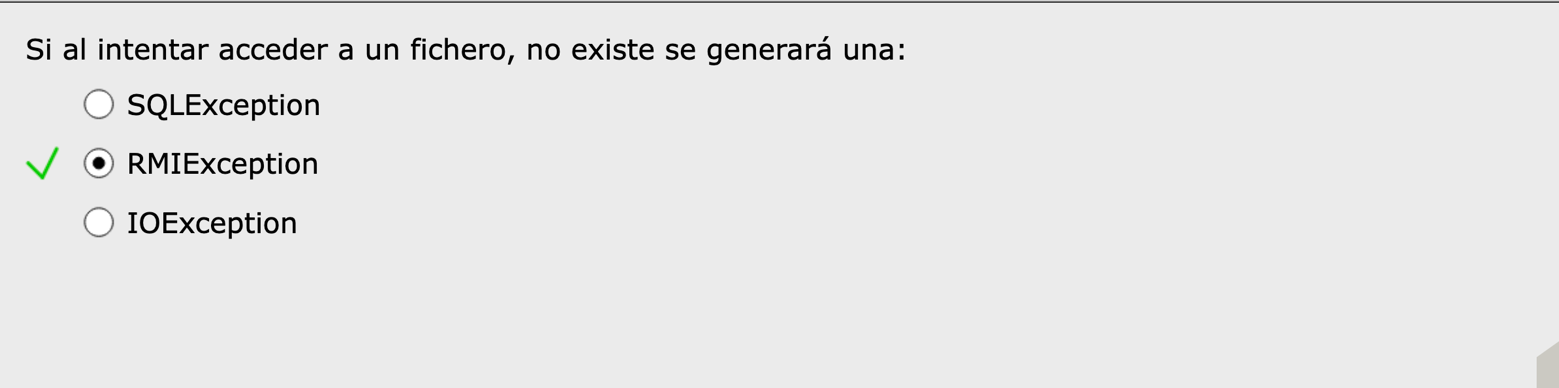 Si al intentar acceder a un fichero, no existe se generará una:
SQLException
RMIException
IOException